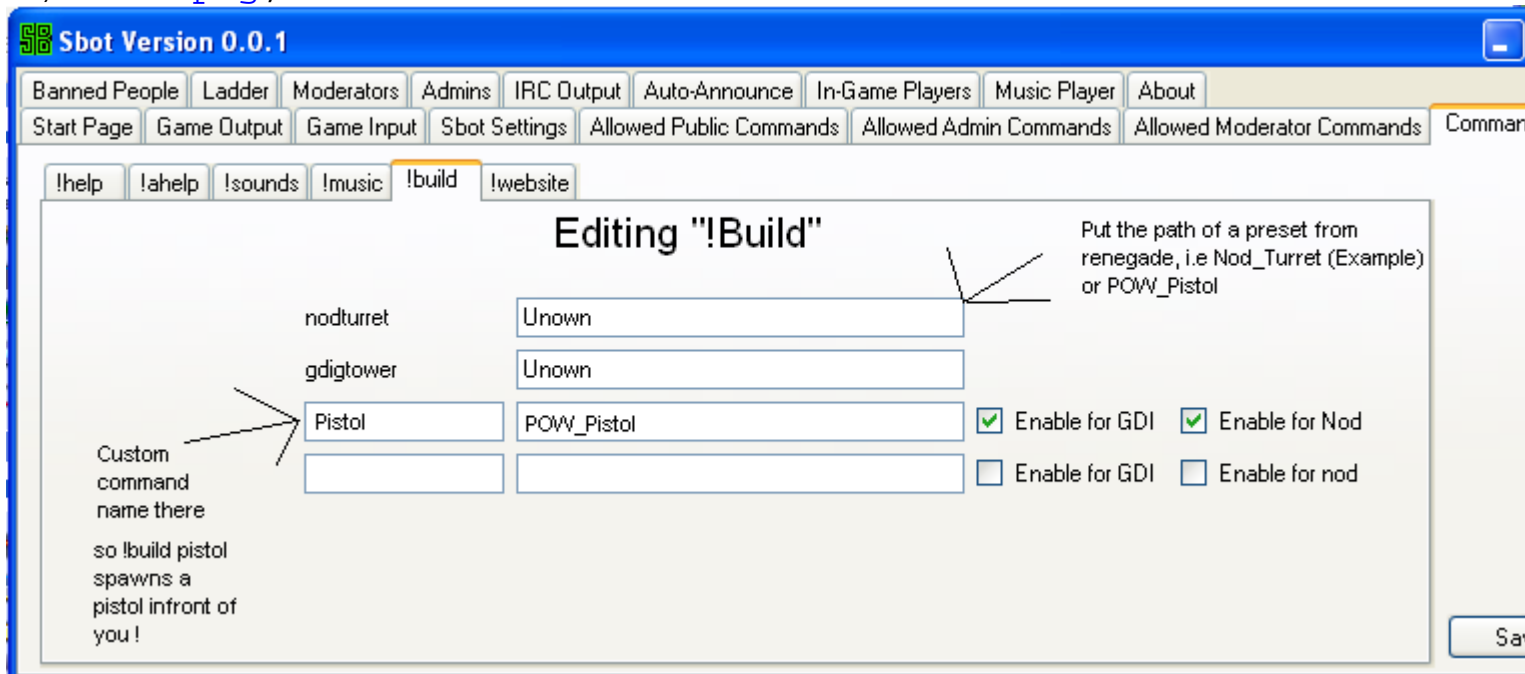 Sbot Version 0.0.1
Banned People Ladder Moderators Admins IRC Output Auto-Announce In-Game Players Music Player About
Start Page Game Output Game Input Sbot Settings Allowed Public Commands Allowed Admin Commands Allowed Moderator Commands Comman
!help !ahelp !sounds !music !build !website
Editing "!Build"
Put the path of a preset from
renegade, i.e Nod_Turret (Example)
or POW_Pistol
nodturret Unown
gdigtower Unown
Pistol POW_Pistol Enable for GDI Enable for Nod
Enable for GDI Enable for nod
Custom
command
name there
so !build pistol
spawns a
pistol infront of
you !
Sav